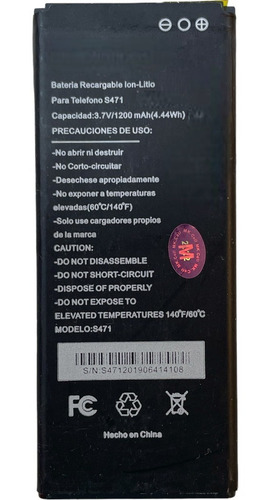 ⊖ ⊕
Bateria Recargable Ion-Litio
Para Telefono S471
Capacidad:3.7V/1200 mAh(4.44Wh)
PRECAUCIONES DE USO:
-No abri ni destruir
-No Corto-circuitar
-Desechese apropiadamente
-No exponer a temperaturas
elevadas(60°C/140°F)
-Solo use cargadores propios
de la marca
CAUTION:
-DO NOT DISASSEMBLE
-DO NOT SHORT-CIRCUIT
-DISPOSE OF PROPERLY
-DO NOT EXPOSE TO
ELEVATED TEMPERATURES 140°F/60°C
MODELO:S471
S/N:S471201906414108
FC
Hecho en China